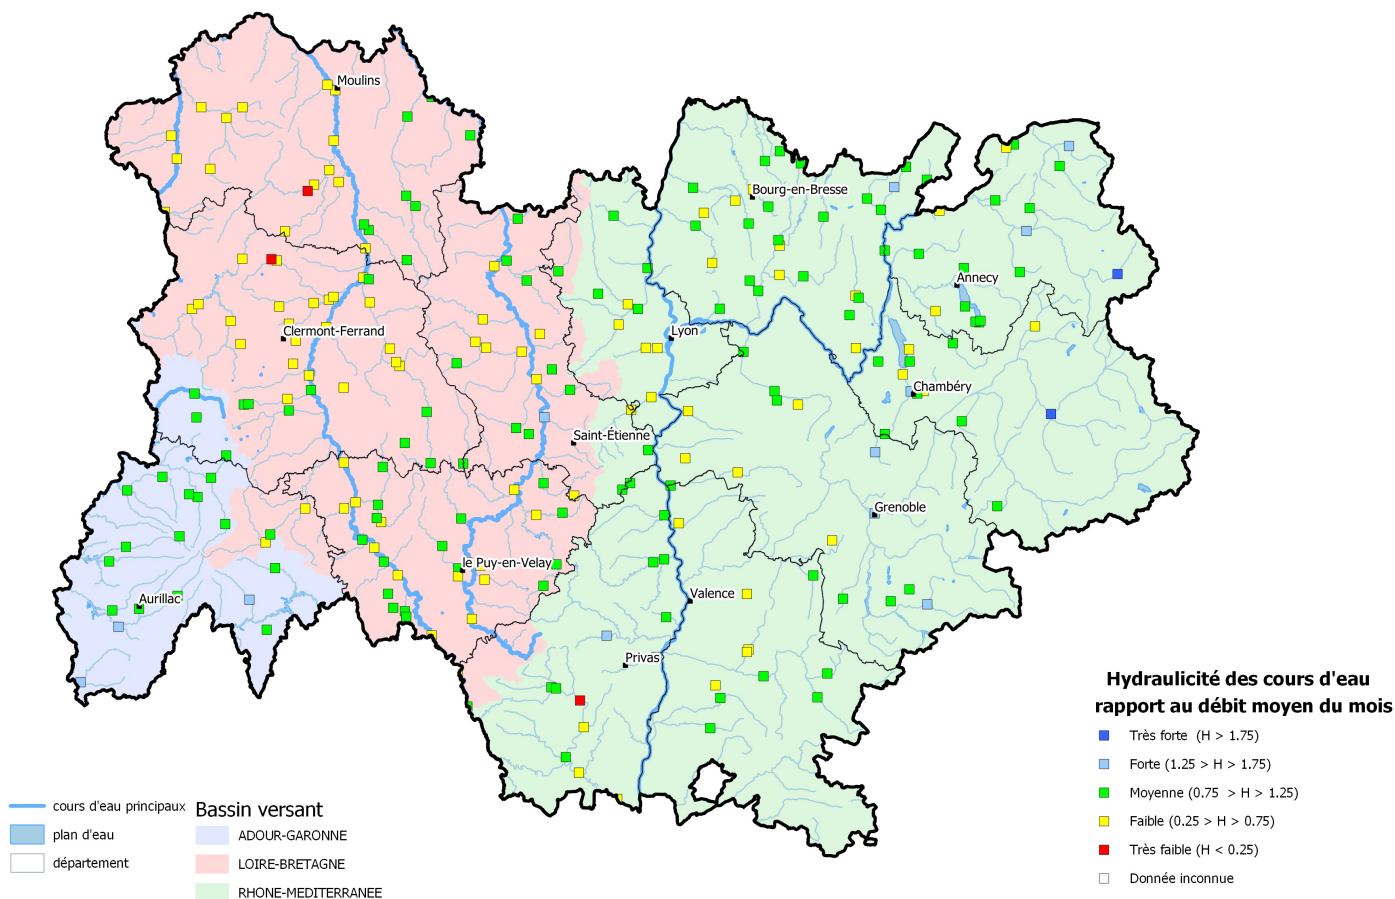 Moulins
Bourg-en-Bresse
Annecy
Clermont-Ferrand
Lyon
Chambéry
Saint-Étienne
Grenoble
le Puy-en-Velay
Aurillac
Valence
Privas
Hydraulicité des cours d'eau
rapport au débit moyen du mois
Très forte (H > 1.75)
Forte (1.25 > H > 1.75)
Moyenne (0.75 > H > 1.25)
Faible (0.25 > H > 0.75)
Très faible (H < 0.25)
Donnée inconnue
cours d'eau principaux
plan d'eau
département
Bassin versant
ADOUR-GARONNE
LOIRE-BRETAGNE
RHONE-MEDITERRANEE